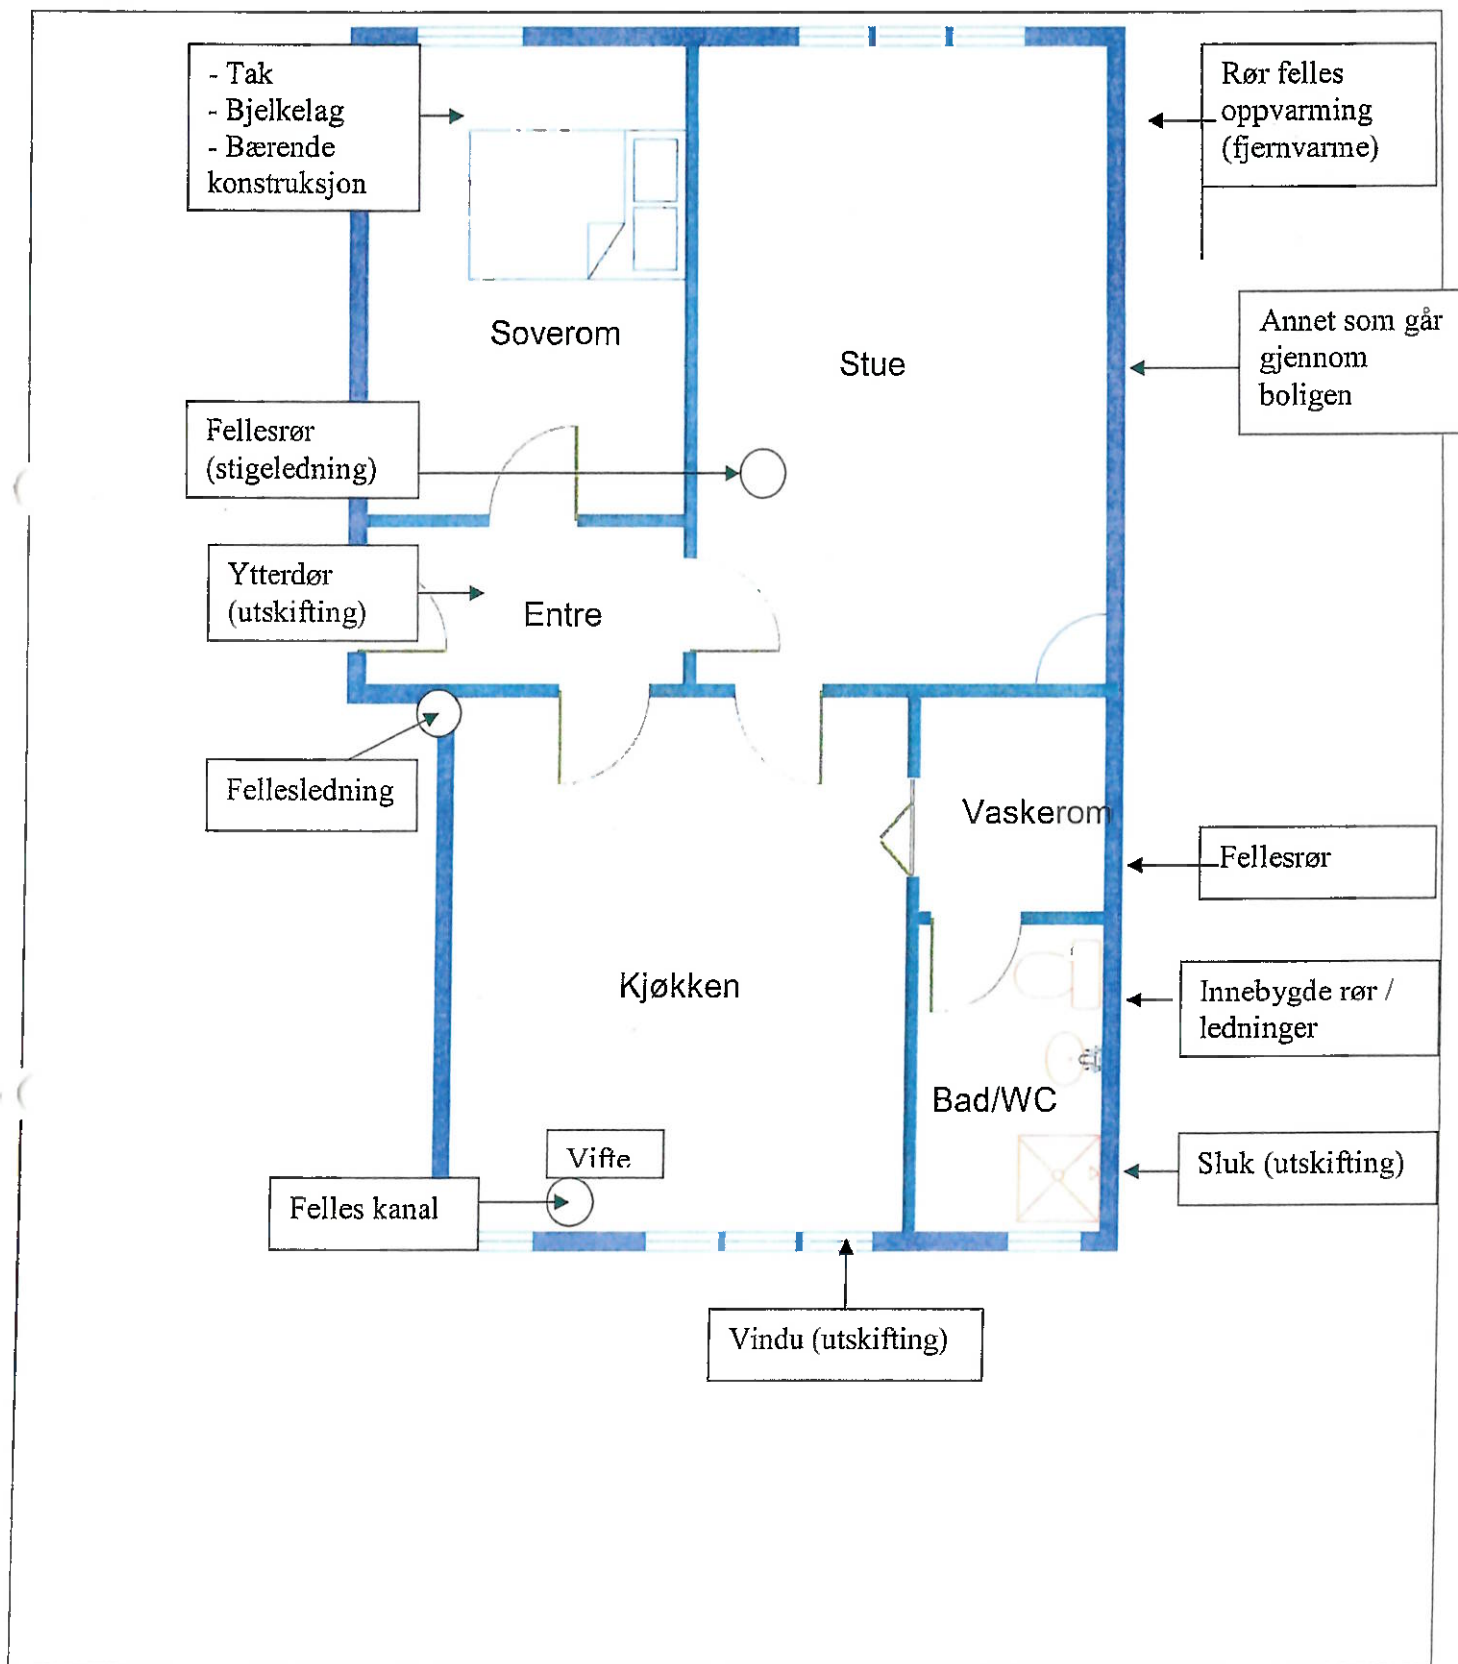 - Tak
- Bjelkelag
- Bærende
konstruksjon
Rør felles
oppvarming
(fjernvarme)
Soverom
Stue
Annet som går
gjennom
boligen
Fellesrør
(stigeledning)
Ytterdør
(utskifting)
Entre
Fellesledning
Vaskerom
Fellesrør
Kjøkken
Innebygde rør /
ledninger
Bad/WC
Vifte
Sluk (utskifting)
Felles kanal
Vindu (utskifting)